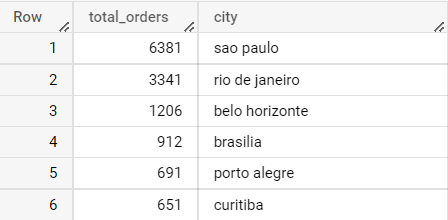 Row total_orders city
1 6381 sao paulo
2 3341 rio de janeiro
3 1206 belo horizonte
4 912 brasilia
5 691 porto alegre
6 651 curitiba